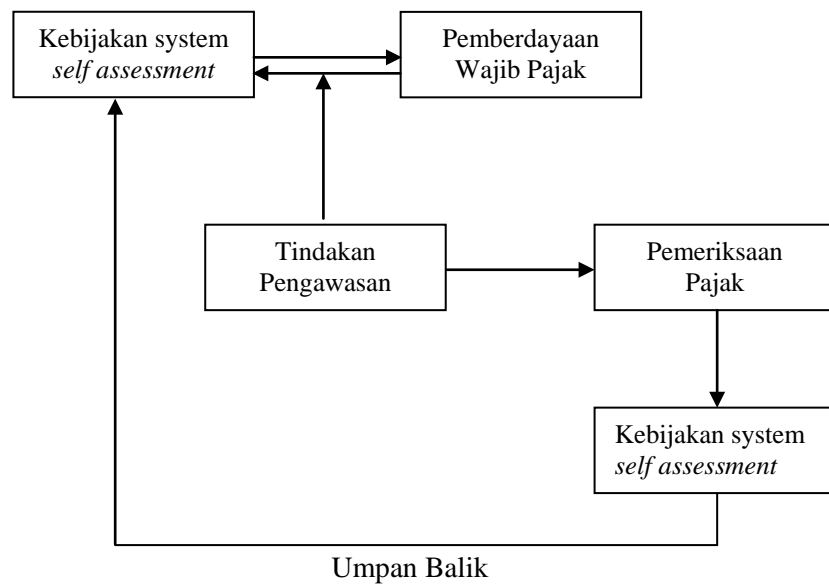 Kebijakan system
self assessment
Pemberdayaan
Wajib Pajak
Tindakan
Pengawasan
Pemeriksaan
Pajak
Kebijakan system
self assessment
Umpan Balik